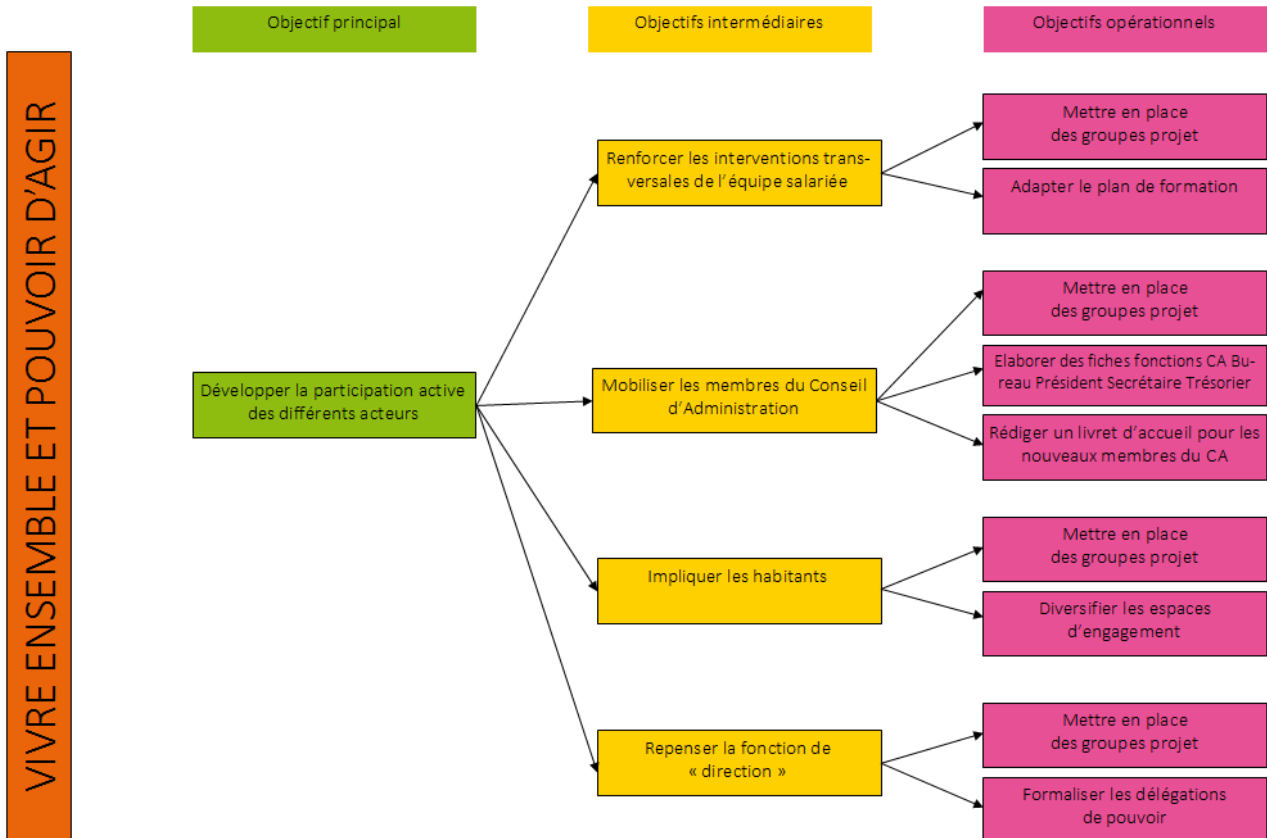 VIVRE ENSEMBLE ET POUVOIR D’AGIR
Objectif principal
Objectifs intermédiaires
Objectifs opérationnels
Développer la participation active
des différents acteurs
Renforcer les interventions trans-
versales de l’équipe salariée
Mettre en place
des groupes projet
Adapter le plan de formation
Mobiliser les membres du Conseil
d’Administration
Mettre en place
des groupes projet
Elaborer des fiches fonctions CA Bu-
reau Président Secrétaire Trésorier
Rédiger un livret d’accueil pour les
nouveaux membres du CA
Impliquer les habitants
Mettre en place
des groupes projet
Diversifier les espaces
d’engagement
Repenser la fonction de
« direction »
Mettre en place
des groupes projet
Formaliser les délégations
de pouvoir